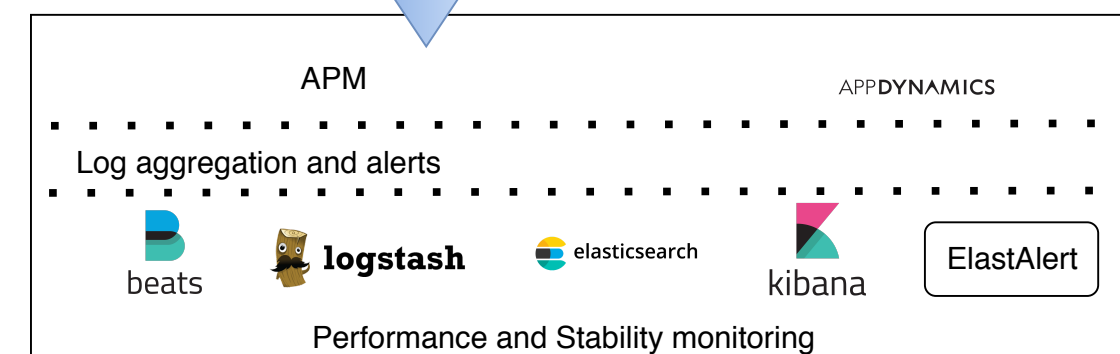 APM
APPDYNAMICS
Log aggregation and alerts
beats
logstash
elasticsearch
kibana
ElastAlert
Performance and Stability monitoring